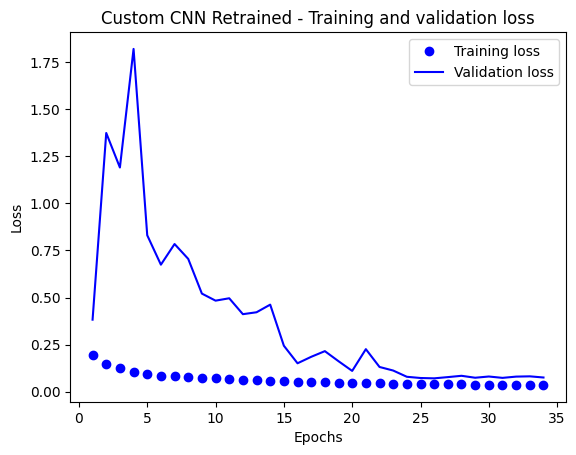 Custom CNN Retrained - Training and validation loss
Training loss
Validation loss
1.75
1.50
1.25
1.00
0.75
0.50
0.25
0.00
Loss
0 5 10 15 20 25 30 35
Epochs